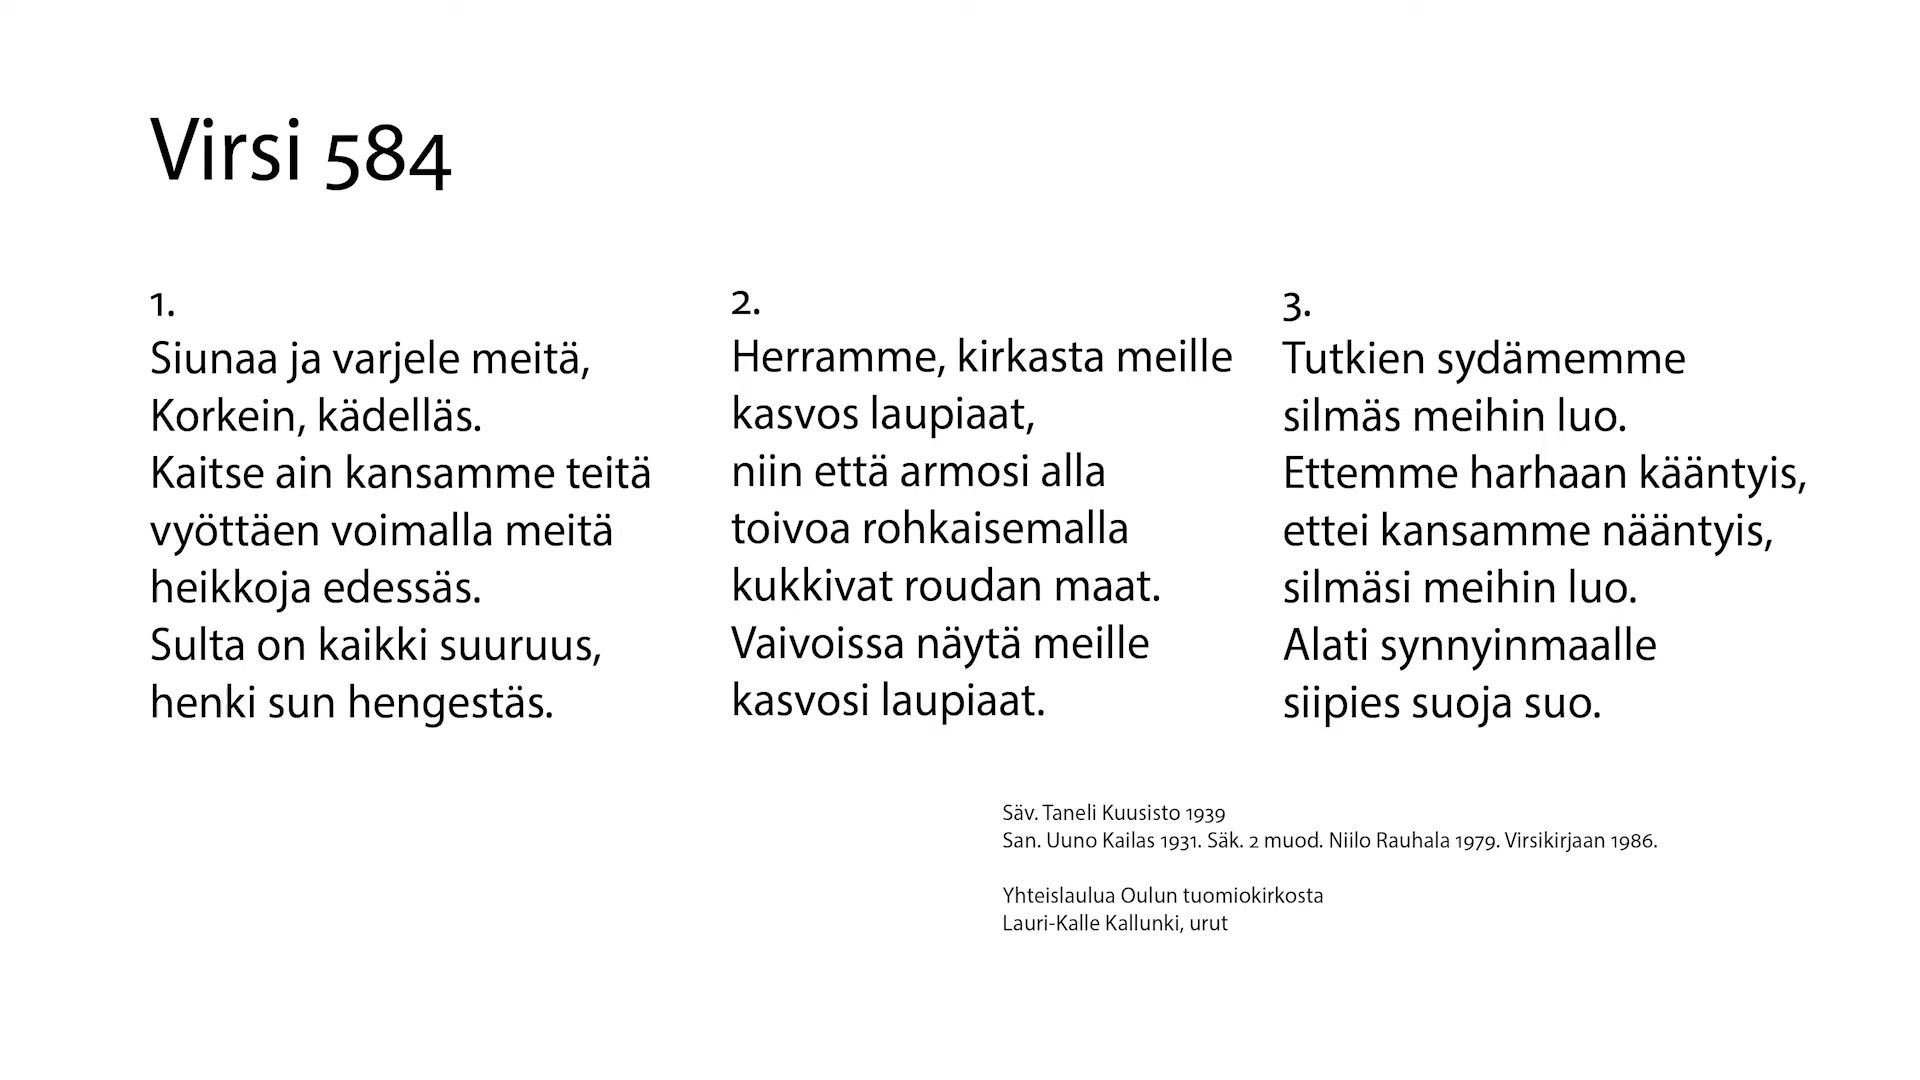 Virsi 584
1.
Siunaa ja varjele meitä,
Korkein, kädelläs.
Kaitse ain kansamme teitä
vyöttäen voimalla meitä
heikkoja edessäs.
Sulta on kaikki suuruus,
henki sun hengestäs.
2.
Herramme, kirkasta meille
kasvos laupiaat,
niin että armosi alla
toivoa rohkaisemalla
kukkivat roudan maat.
Vaivoissa näytä meille
kasvosi laupiaat.
3.
Tutkien sydämemme
silmäs meihin luo.
Ettemme harhaan kääntyis,
ettei kansamme nääntyis,
silmäsi meihin luo.
Alati synnyinmaalle
siipies suoja suo.
Säv. Taneli Kuusisto 1939
San. Uuno Kailas 1931. Säk. 2 muod. Niilo Rauhala 1979. Virsikirjaan 1986.
Yhteislaulua Oulun tuomiokirkosta
Lauri-Kalle Kallunki, urut